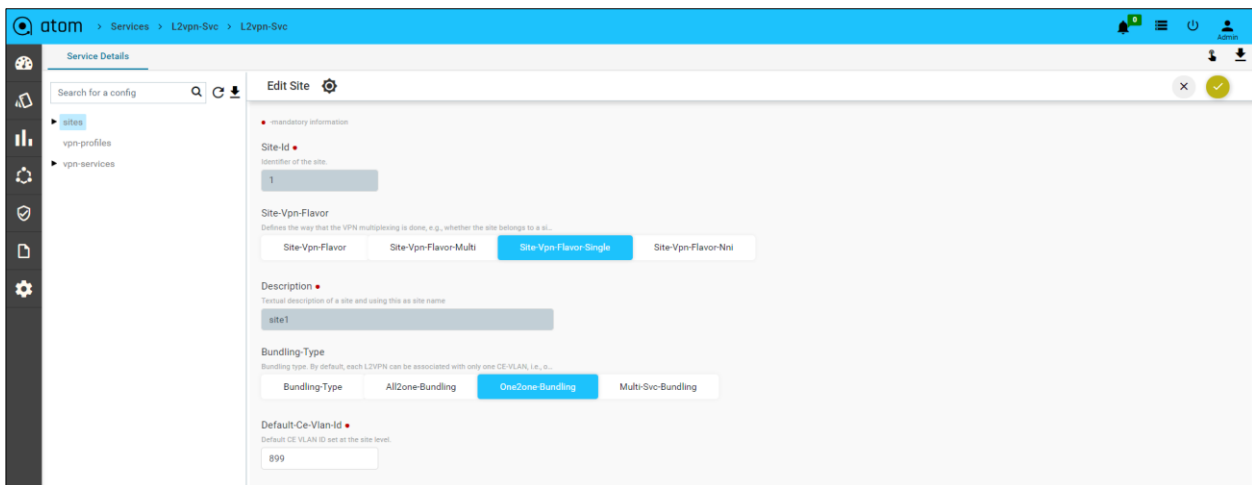 atom > Services > L2vpn-Svc > L2vpn-Svc
0
Admin
Service Details
Search for a config
Edit Site
sites
vpn-profiles
vpn-services
-mandatory information
Site-Id
Identifier of the site.
1
Site-Vpn-Flavor
Defines the way that the VPN multiplexing is done, e.g., whether the site belongs to a si...
Site-Vpn-Flavor Site-Vpn-Flavor-Multi Site-Vpn-Flavor-Single Site-Vpn-Flavor-Nni
Description
Textual description of a site and using this as site name
site1
Bundling-Type
Bundling type. By default, each L2VPN can be associated with only one CE-VLAN, i.e., o...
Bundling-Type All2one-Bundling One2one-Bundling Multi-Svc-Bundling
Default-Ce-Vlan-Id
Default CE VLAN ID set at the site level.
899